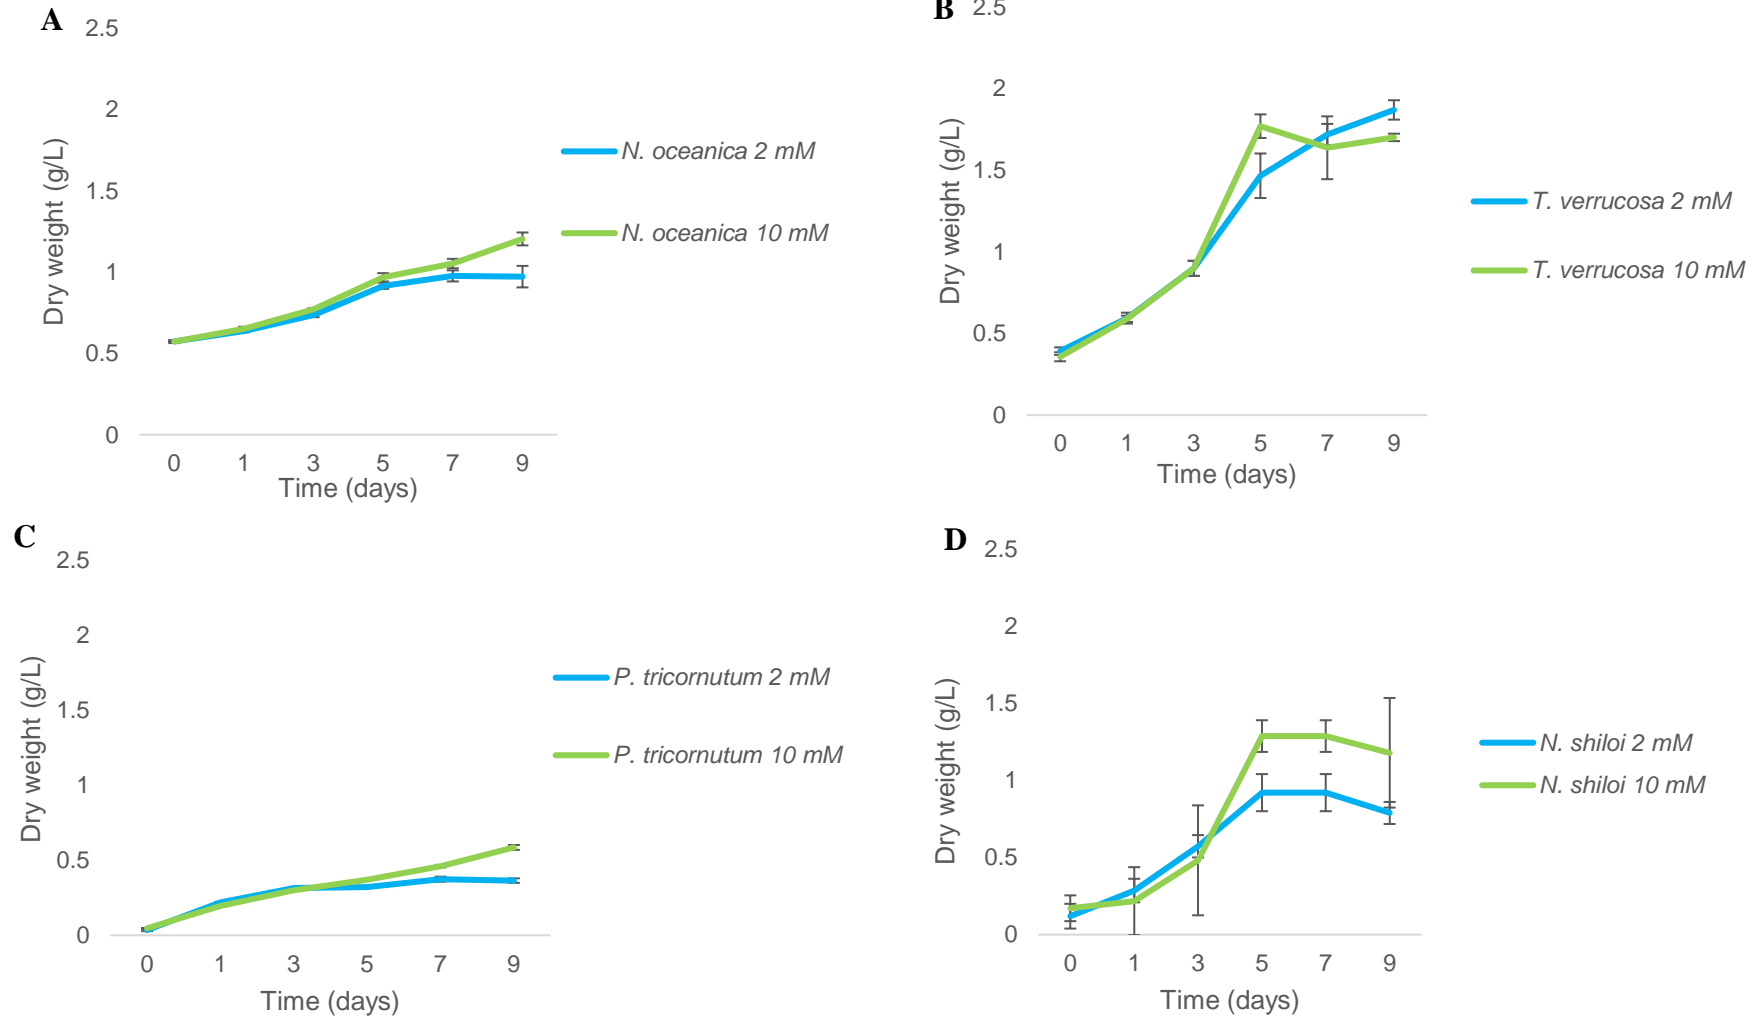 A
2.5
2
1.5
1
0.5
0
Dry weight (g/L)
0 1 3 5 7 9
Time (days)
N. oceanica 2 mM
N. oceanica 10 mM
B
2.5
2
1.5
1
0.5
0
Dry weight (g/L)
0 1 3 5 7 9
Time (days)
T. verrucosa 2 mM
T. verrucosa 10 mM
C
2.5
2
1.5
1
0.5
0
Dry weight (g/L)
0 1 3 5 7 9
Time (days)
P. tricornutum 2 mM
P. tricornutum 10 mM
D
2.5
2
1.5
1
0.5
0
Dry weight (g/L)
0 1 3 5 7 9
Time (days)
N. shiloi 2 mM
N. shiloi 10 mM